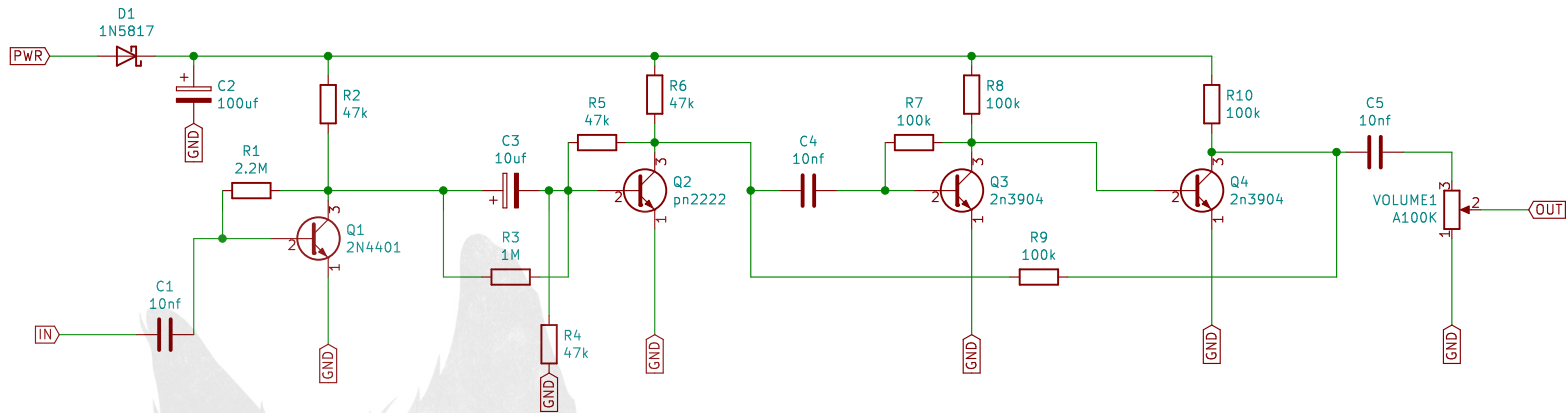 D1
1N5817
PWR
C2
100uf
+
GND
R2
47k
R1
2.2M
3
2
1
Q1
2N4401
GND
C1
10nf
IN
C3
10uf
+
R3
1M
R4
47k
GND
R5
47k
R6
47k
3
2
1
Q2
pn2222
GND
C4
10nf
R7
100k
R8
100k
3
2
1
Q3
2n3904
GND
R9
100k
R10
100k
3
2
1
Q4
2n3904
GND
C5
10nf
VOLUME1
A100K
3
2
1
OUT
GND